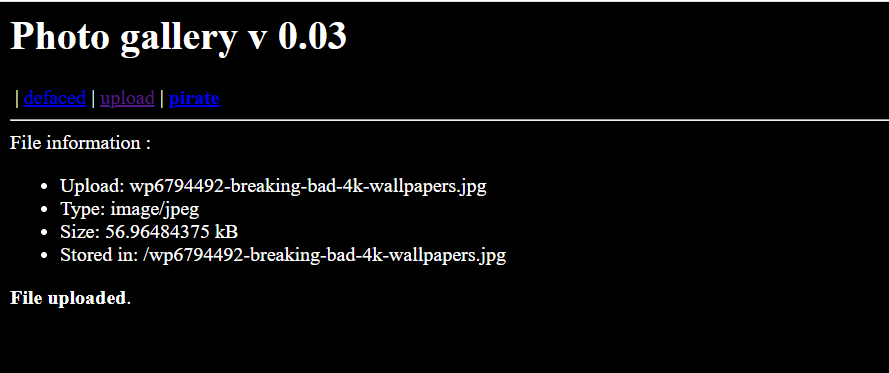 Photo gallery v 0.03
| defaced | upload | pirate
File information :
Upload: wp6794492-breaking-bad-4k-wallpapers.jpg
Type: image/jpeg
Size: 56.96484375 kB
Stored in: /wp6794492-breaking-bad-4k-wallpapers.jpg
File uploaded.